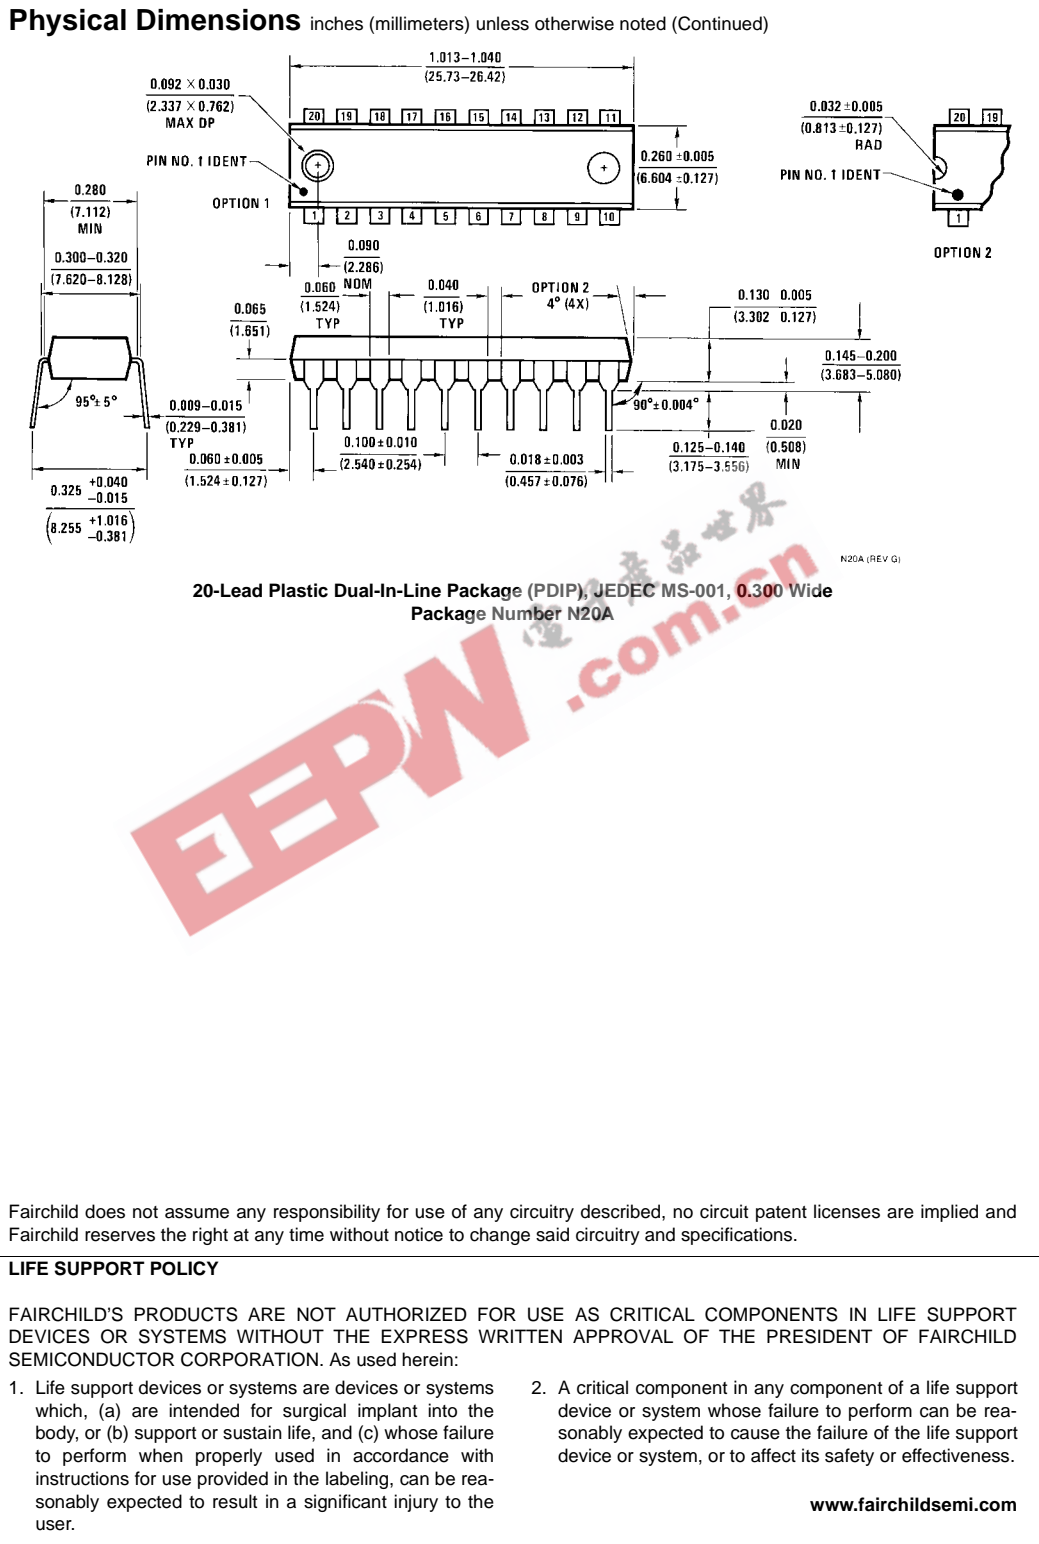 Physical Dimensions inches (millimeters) unless otherwise noted (Continued)
1.013–1.040
(25.73–26.42)
0.092 × 0.030
(2.337 × 0.762)
MAX DP
20 19 18 17 16 15 14 13 12 11
0.032 ±0.005
(0.813 ±0.127)
RAD
20 19
PIN NO. 1 IDENT
0.260 ±0.005
(6.604 ±0.127)
PIN NO. 1 IDENT
OPTION 1
1 2 3 4 5 6 7 8 9 10
1
OPTION 2
0.280
(7.112)
MIN
0.300–0.320
(7.620–8.128)
0.090
(2.286)
NOM
0.060
(1.524)
TYP
0.040
(1.016)
TYP
OPTION 2
4° (4X)
0.130 0.005
(3.302 0.127)
0.065
(1.651)
0.145–0.200
(3.683–5.080)
95°± 5°
90°± 0.004°
0.009–0.015
(0.229–0.381)
TYP
0.100 ± 0.010
(2.540 ± 0.254)
0.020
(0.508)
MIN
0.125–0.140
(3.175–3.556)
0.060 ± 0.005
(1.524 ± 0.127)
0.018 ± 0.003
(0.457 ± 0.076)
0.325 +0.040
–0.015
(8.255 +1.016
–0.381)
N20A (REV G)
20-Lead Plastic Dual-In-Line Package (PDIP), JEDEC MS-001, 0.300 Wide
Package Number N20A
電子產品世界
EEPW
.com.cn
Fairchild does not assume any responsibility for use of any circuitry described, no circuit patent licenses are implied and
Fairchild reserves the right at any time without notice to change said circuitry and specifications.
LIFE SUPPORT POLICY
FAIRCHILD'S PRODUCTS ARE NOT AUTHORIZED FOR USE AS CRITICAL COMPONENTS IN LIFE SUPPORT
DEVICES OR SYSTEMS WITHOUT THE EXPRESS WRITTEN APPROVAL OF THE PRESIDENT OF FAIRCHILD
SEMICONDUCTOR CORPORATION. As used herein:
1. Life support devices or systems are devices or systems
which, (a) are intended for surgical implant into the
body, or (b) support or sustain life, and (c) whose failure
to perform when properly used in accordance with
instructions for use provided in the labeling, can be rea-
sonably expected to result in a significant injury to the
user.
2. A critical component in any component of a life support
device or system whose failure to perform can be rea-
sonably expected to cause the failure of the life support
device or system, or to affect its safety or effectiveness.
www.fairchildsemi.com